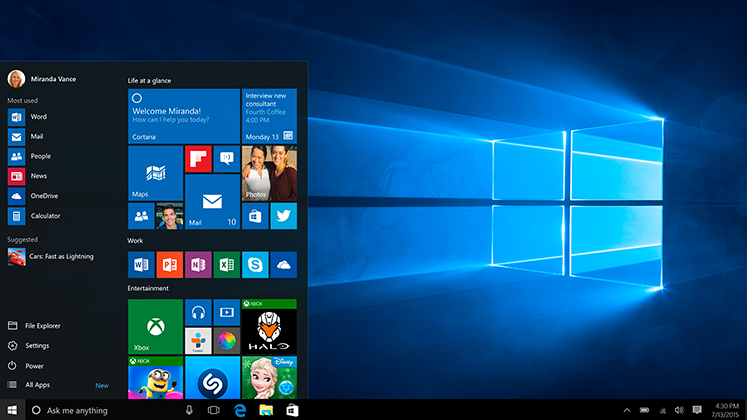 Miranda Vance
Most used
Word
Mail
People
News
OneDrive
Calculator
Suggested
Cars: Fast as Lightning
File Explorer
Settings
Power
All Apps
New
Life at a glance
Welcome Miranda!
How can I help you today?
Cortana
Interview new
consultant
Fourth Coffee
4:00 PM
Monday 13
Maps
Mail
10
Photos
Work
Entertainment
Xbox
XBOX
HALO
XBOX
Disney
Ask me anything
4:30 PM
7/13/2015